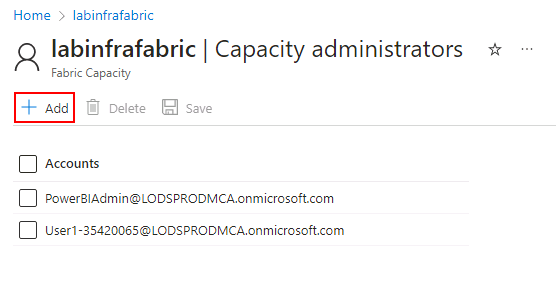 Home > labinfrafabric
labinfrafabric | Capacity administrators
Fabric Capacity
Add Delete Save
Accounts
PowerBIAdmin@LODSPRODMCA.onmicrosoft.com
User1-35420065@LODSPRODMCA.onmicrosoft.com